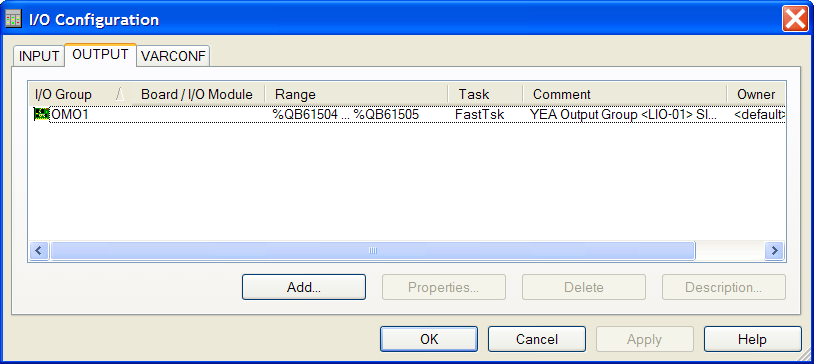 I/O Configuration
INPUT OUTPUT VARCONF
I/O Group Board / I/O Module Range Task Comment Owner
OMO1 %QB61504 ... %QB61505 FastTsk YEA Output Group <LIO-01> Sl... <default>
Add... Properties... Delete Description...
OK Cancel Apply Help